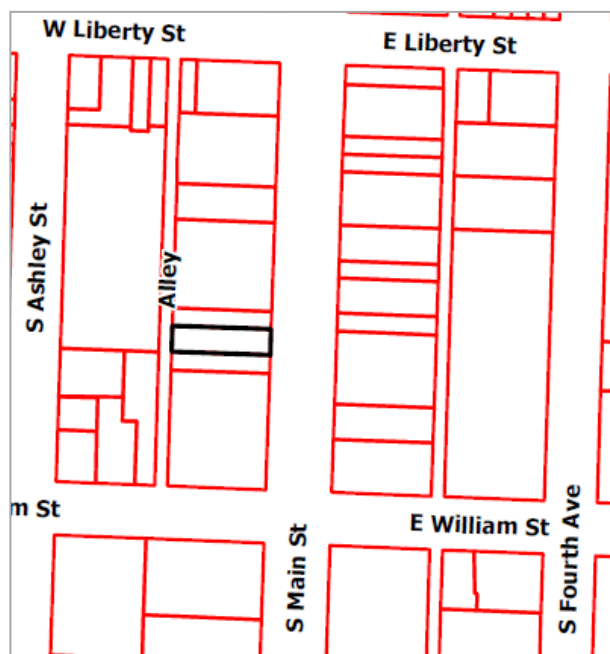 W Liberty St
E Liberty St
S Ashley St
Alley
m St
E William St
S Main St
S Fourth Ave